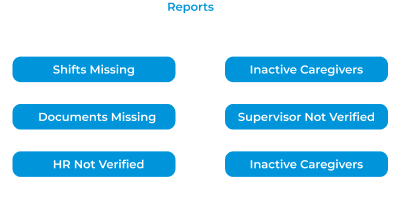 Reports
Shifts Missing
Inactive Caregivers
Documents Missing
Supervisor Not Verified
HR Not Verified
Inactive Caregivers